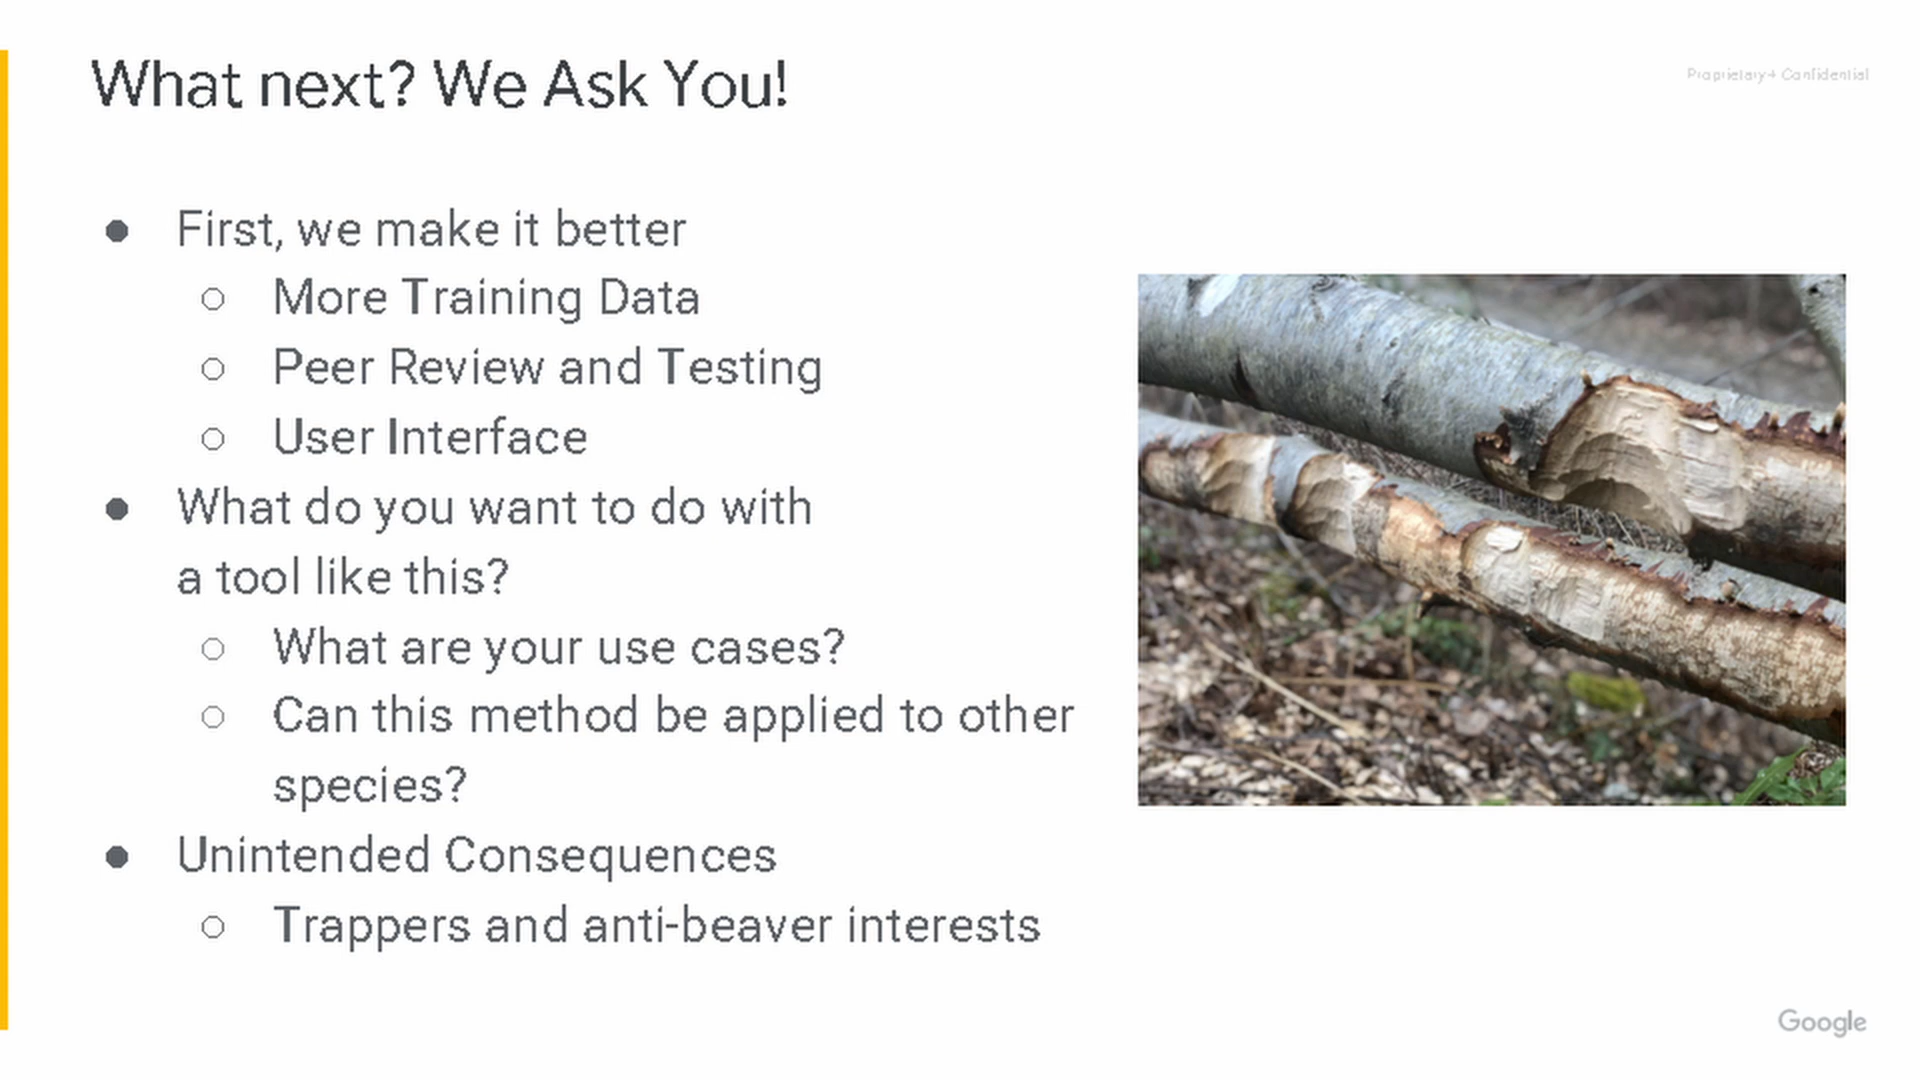 What next? We Ask You!
Proprietary + Confidential
● First, we make it better
○ More Training Data
○ Peer Review and Testing
○ User Interface
● What do you want to do with
a tool like this?
○ What are your use cases?
○ Can this method be applied to other
species?
● Unintended Consequences
○ Trappers and anti-beaver interests
Google